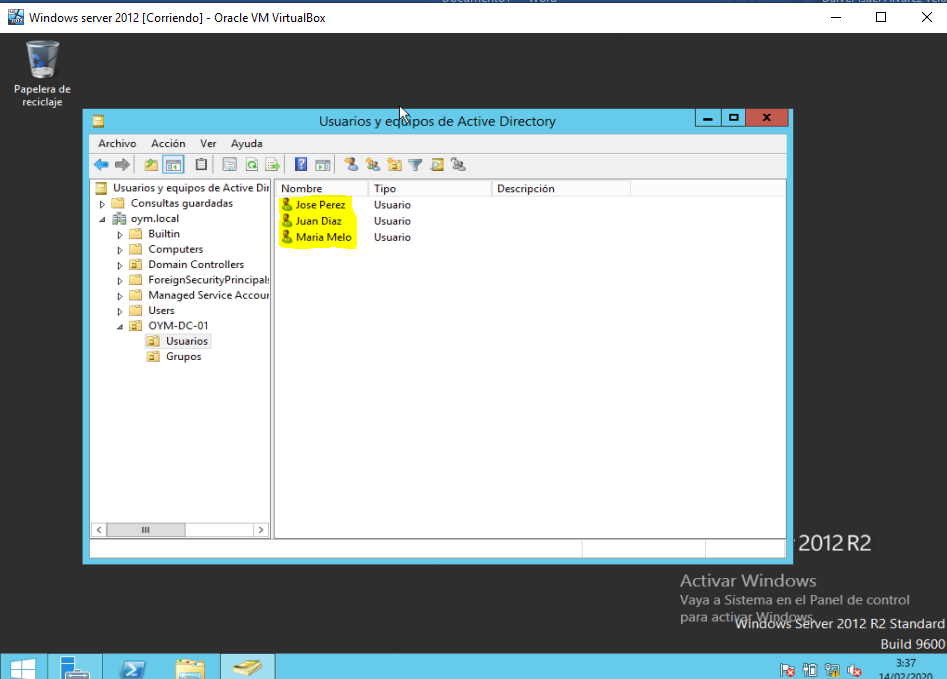 Windows server 2012 [Corriendo] - Oracle VM VirtualBox
Papelera de
reciclaje
Usuarios y equipos de Active Directory
Archivo Acción Ver Ayuda
Usuarios y equipos de Active Dir
Nombre Tipo Descripción
Consultas guardadas
Jose Perez Usuario
oym.local
Juan Diaz Usuario
Builtin
Maria Melo Usuario
Computers
Domain Controllers
ForeignSecurityPrincipals
Managed Service Accoun
Users
OYM-DC-01
Usuarios
Grupos
2012 R2
Activar Windows
Vaya a Sistema en el Panel de control
para activar Windows.
Windows Server 2012 R2 Standard
Build 9600
3:37
14/02/2020